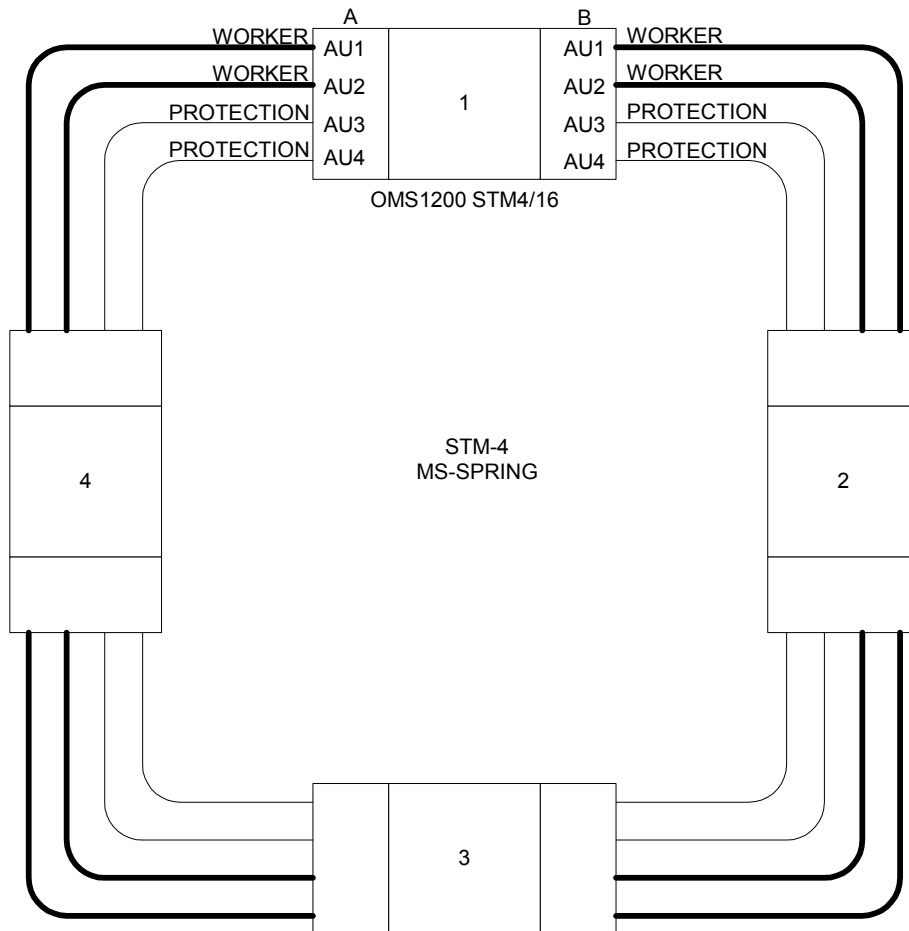 A B
WORKER AU1 AU1 WORKER
WORKER AU2 AU2 WORKER
1
PROTECTION AU3 AU3 PROTECTION
PROTECTION AU4 AU4 PROTECTION
OMS1200 STM4/16
STM-4
MS-SPRING
4 2
3